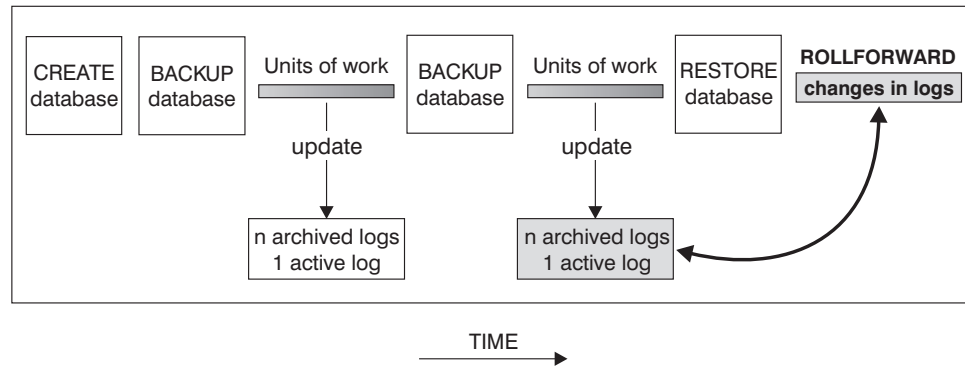 CREATE
database
BACKUP
database
Units of work
update
n archived logs
1 active log
BACKUP
database
Units of work
update
n archived logs
1 active log
RESTORE
database
ROLLFORWARD
changes in logs
TIME